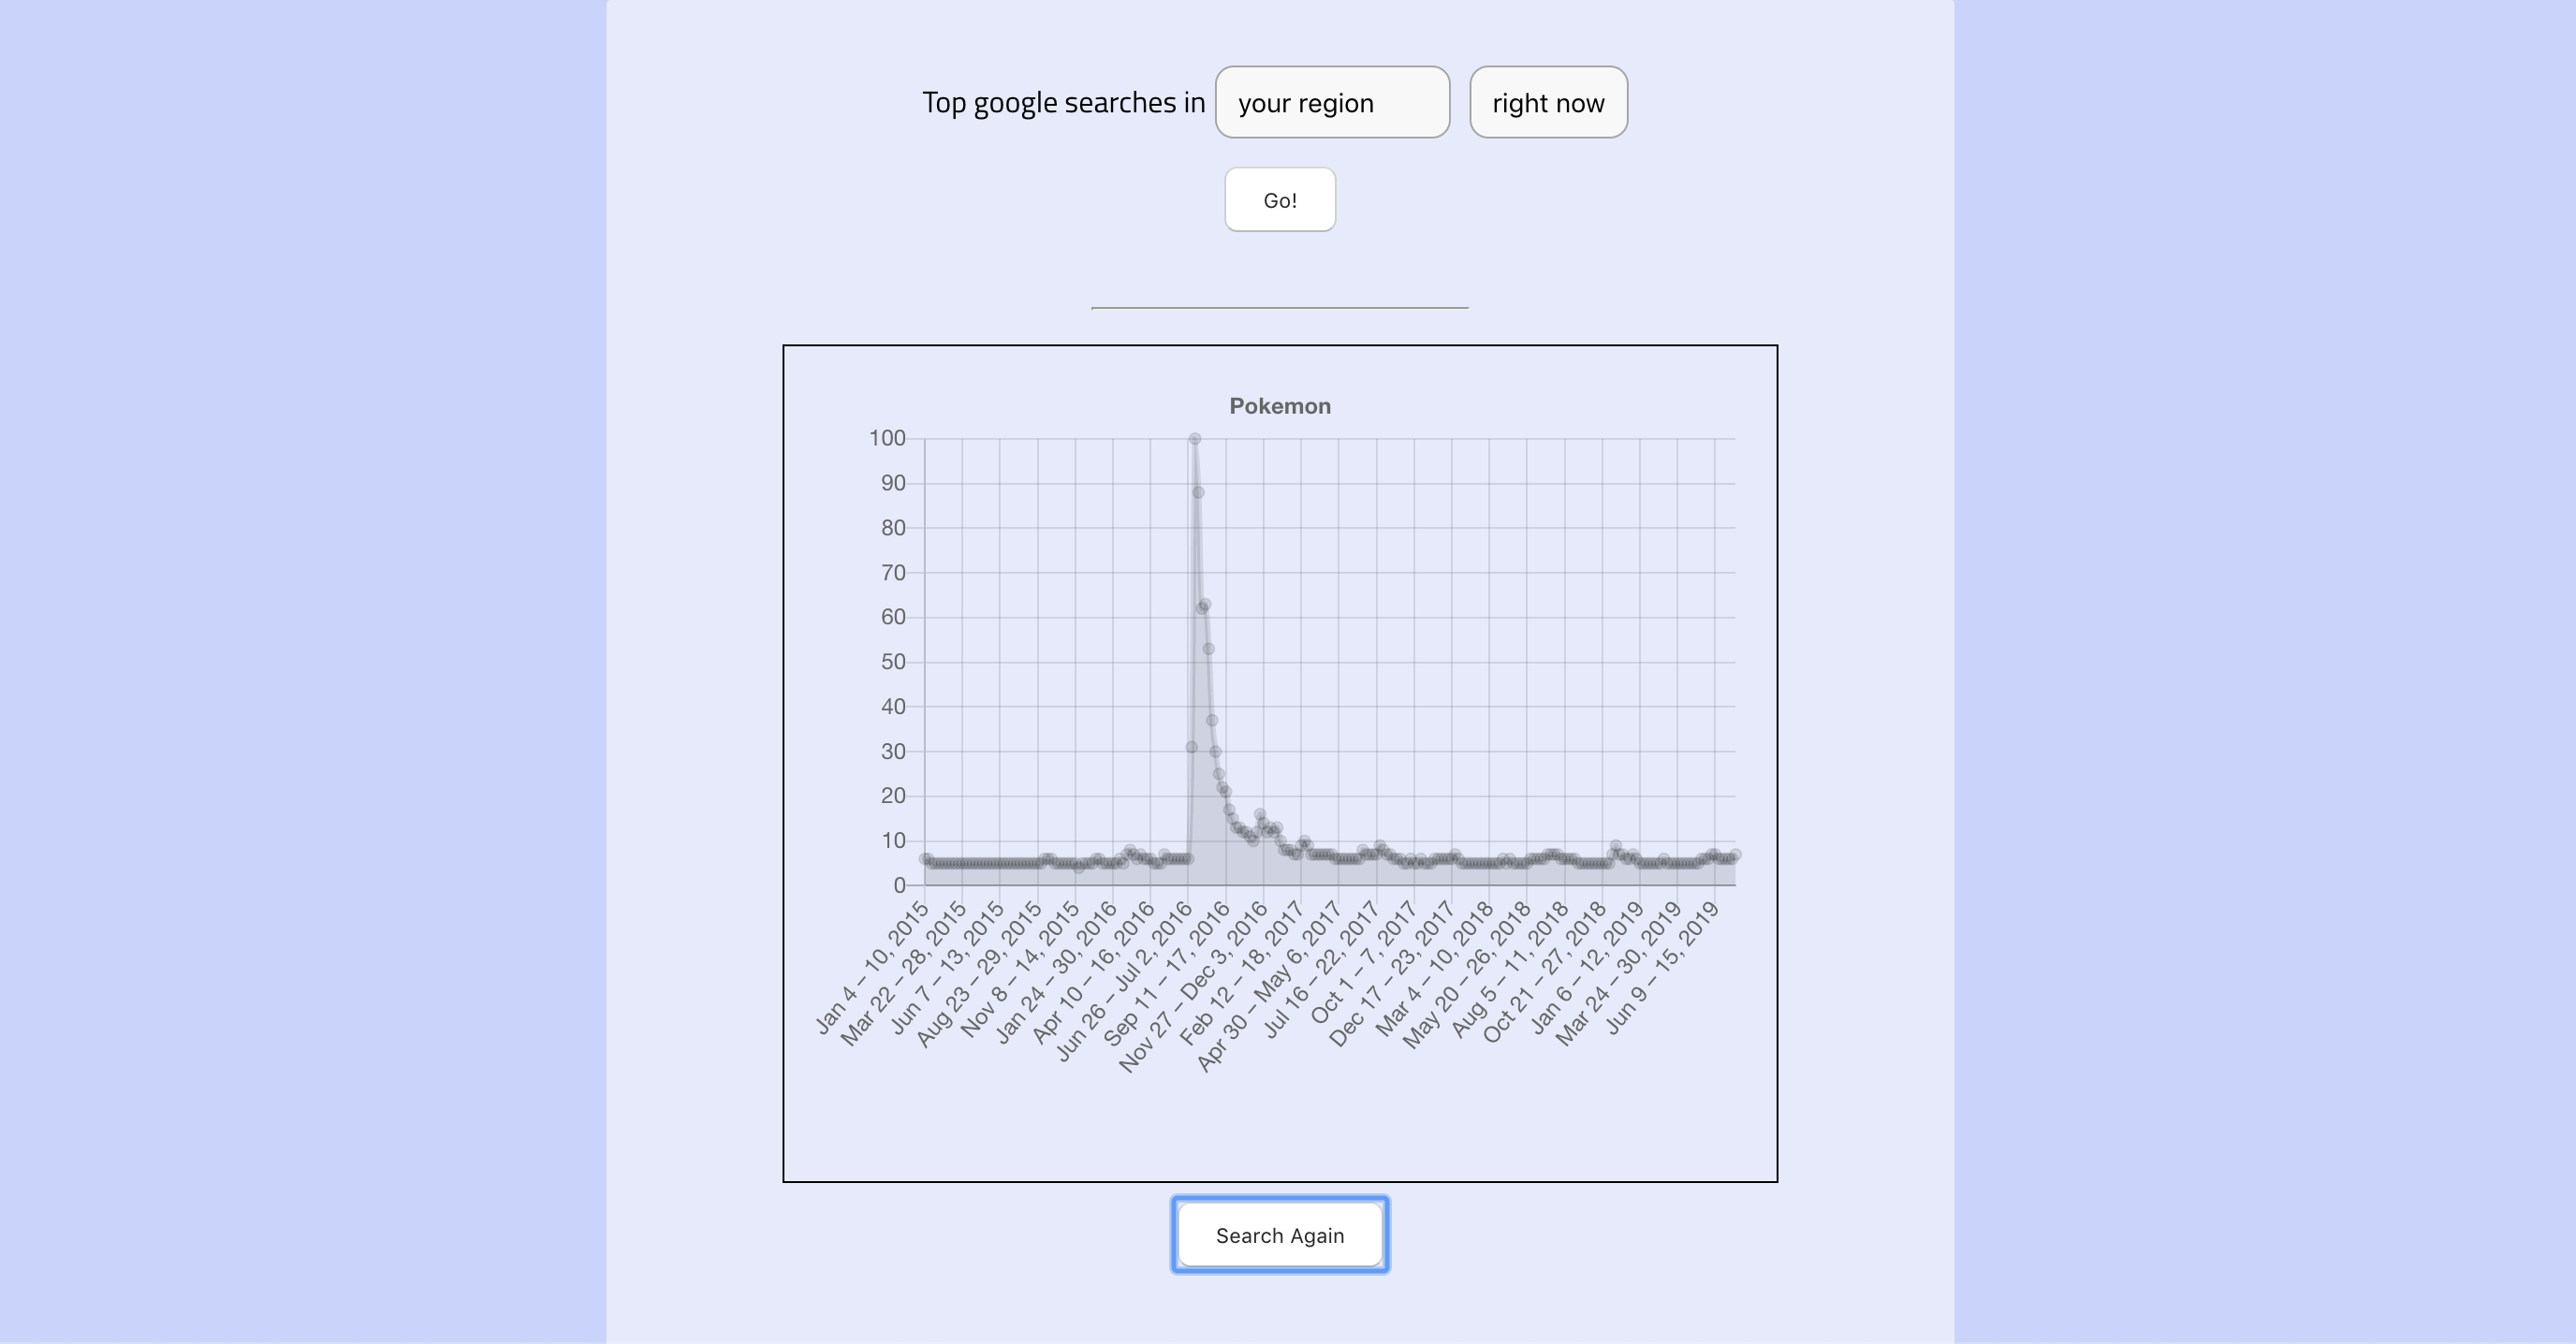 Top google searches in your region right now
Go!
Pokemon
100
90
80
70
60
50
40
30
20
10
0
Jan 4 – 10, 2015
Mar 22 – 28, 2015
Jun 7 – 13, 2015
Aug 23 – 29, 2015
Nov 8 – 14, 2015
Jan 24 – 30, 2016
Apr 10 – 16, 2016
Jun 26 – Jul 2, 2016
Sep 11 – 17, 2016
Nov 27 – Dec 3, 2016
Feb 12 – 18, 2017
Apr 30 – May 6, 2017
Jul 16 – 22, 2017
Oct 1 – 7, 2017
Dec 17 – 23, 2017
Mar 4 – 10, 2018
May 20 – 26, 2018
Aug 5 – 11, 2018
Oct 21 – 27, 2018
Jan 6 – 12, 2019
Mar 24 – 30, 2019
Jun 9 – 15, 2019
Search Again